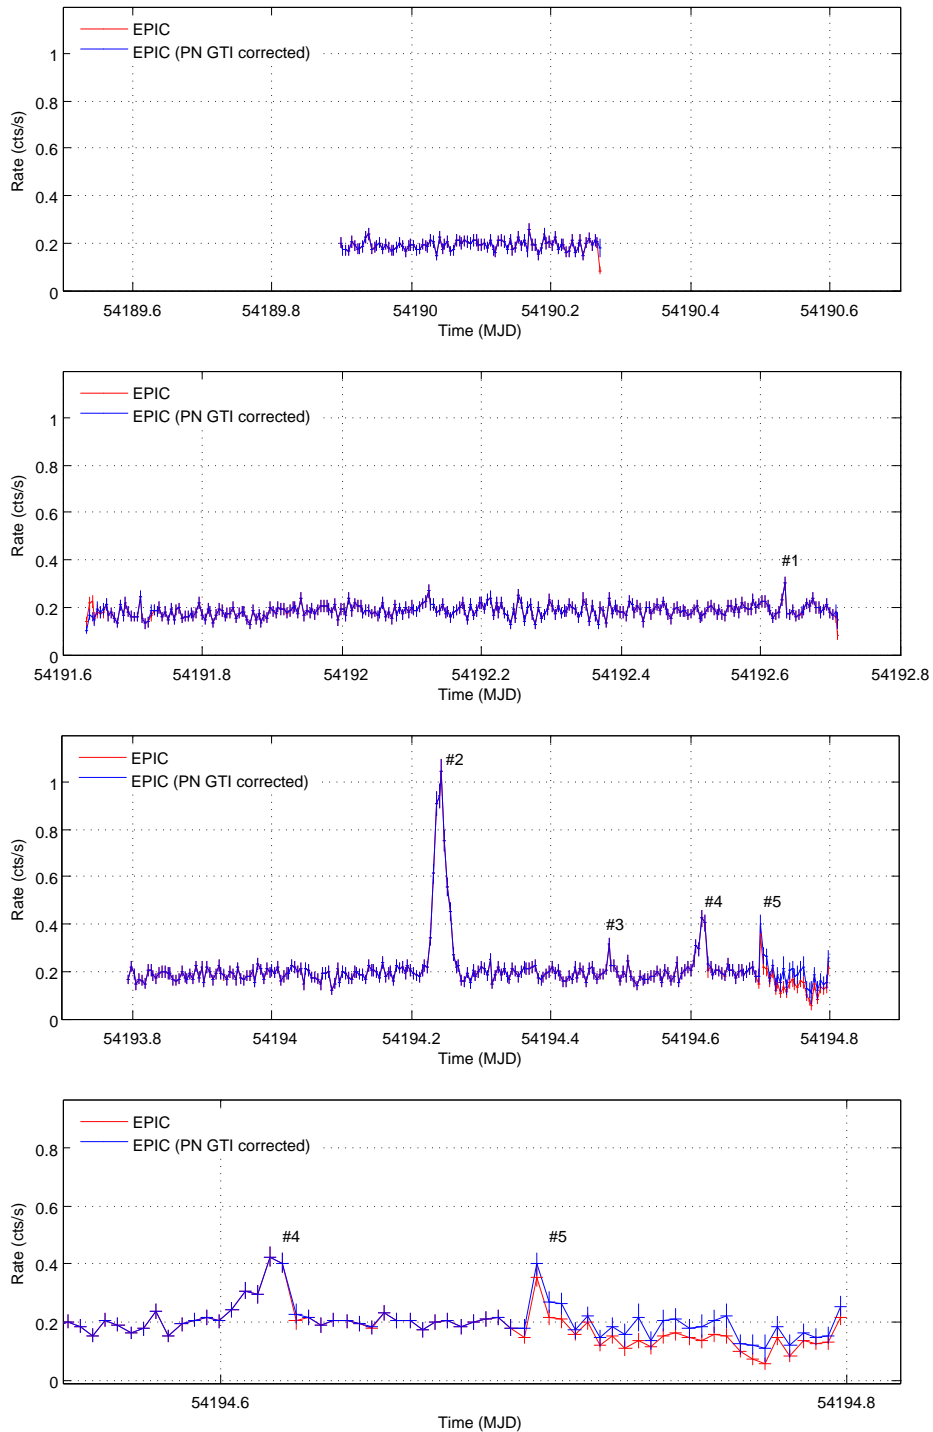 EPIC
EPIC (PN GTI corrected)
1
0.8
0.6
0.4
0.2
0
Rate (cts/s)
54189.6 54189.8 54190 54190.2 54190.4 54190.6
Time (MJD)
EPIC
EPIC (PN GTI corrected)
1
0.8
0.6
0.4
0.2
0
Rate (cts/s)
#1
54191.6 54191.8 54192 54192.2 54192.4 54192.6 54192.8
Time (MJD)
EPIC
EPIC (PN GTI corrected)
1
0.8
0.6
0.4
0.2
0
Rate (cts/s)
#2
#3
#4
#5
54193.8 54194 54194.2 54194.4 54194.6 54194.8
Time (MJD)
EPIC
EPIC (PN GTI corrected)
0.8
0.6
0.4
0.2
0
Rate (cts/s)
#4
#5
54194.6 54194.8
Time (MJD)